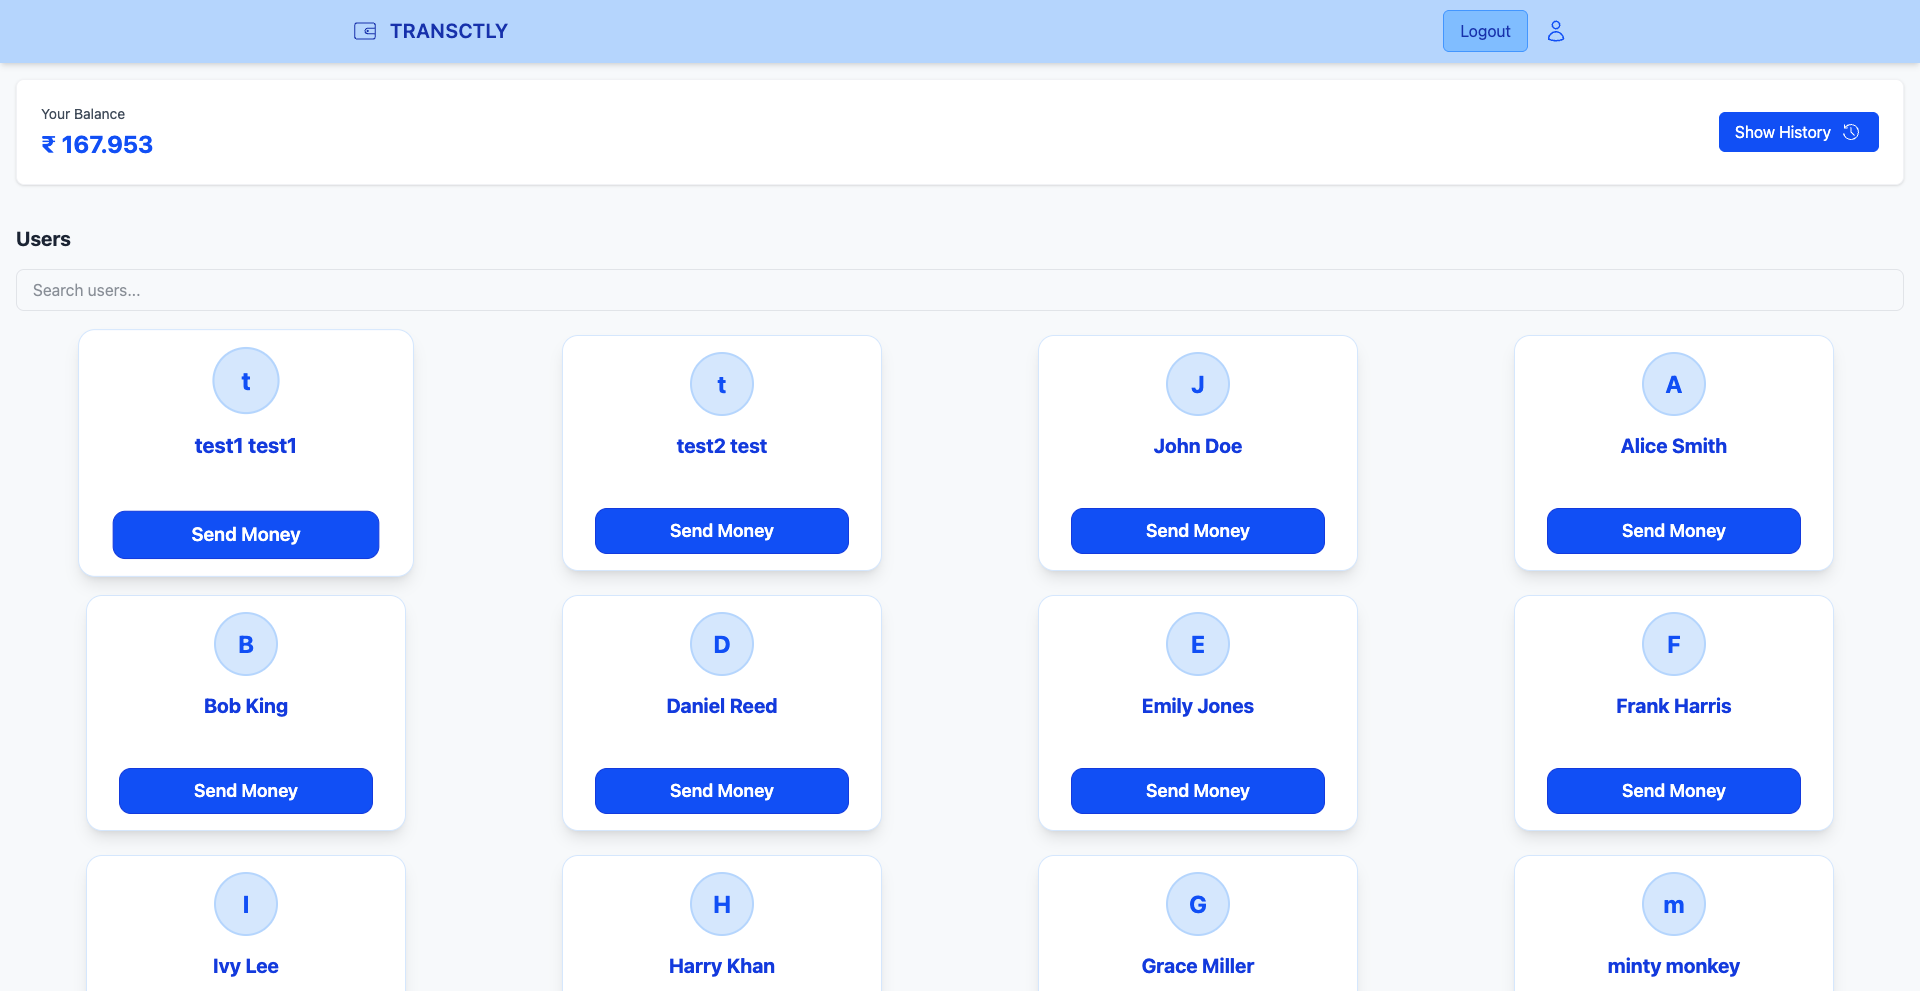 TRANSCTLY
Logout
Your Balance
₹ 167.953
Show History
Users
Search users...
t
t
J
A
test1 test1
test2 test
John Doe
Alice Smith
Send Money
Send Money
Send Money
Send Money
B
D
E
F
Bob King
Daniel Reed
Emily Jones
Frank Harris
Send Money
Send Money
Send Money
Send Money
I
H
G
m
Ivy Lee
Harry Khan
Grace Miller
minty monkey